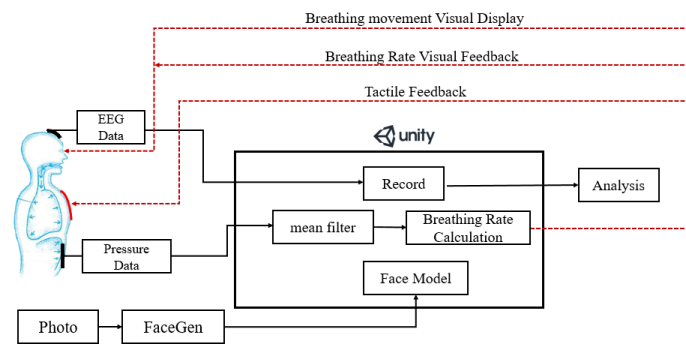 Breathing movement Visual Display
Breathing Rate Visual Feedback
Tactile Feedback
EEG
Data
unity
Record
Analysis
mean filter
Breathing Rate
Calculation
Pressure
Data
Face Model
Photo
FaceGen